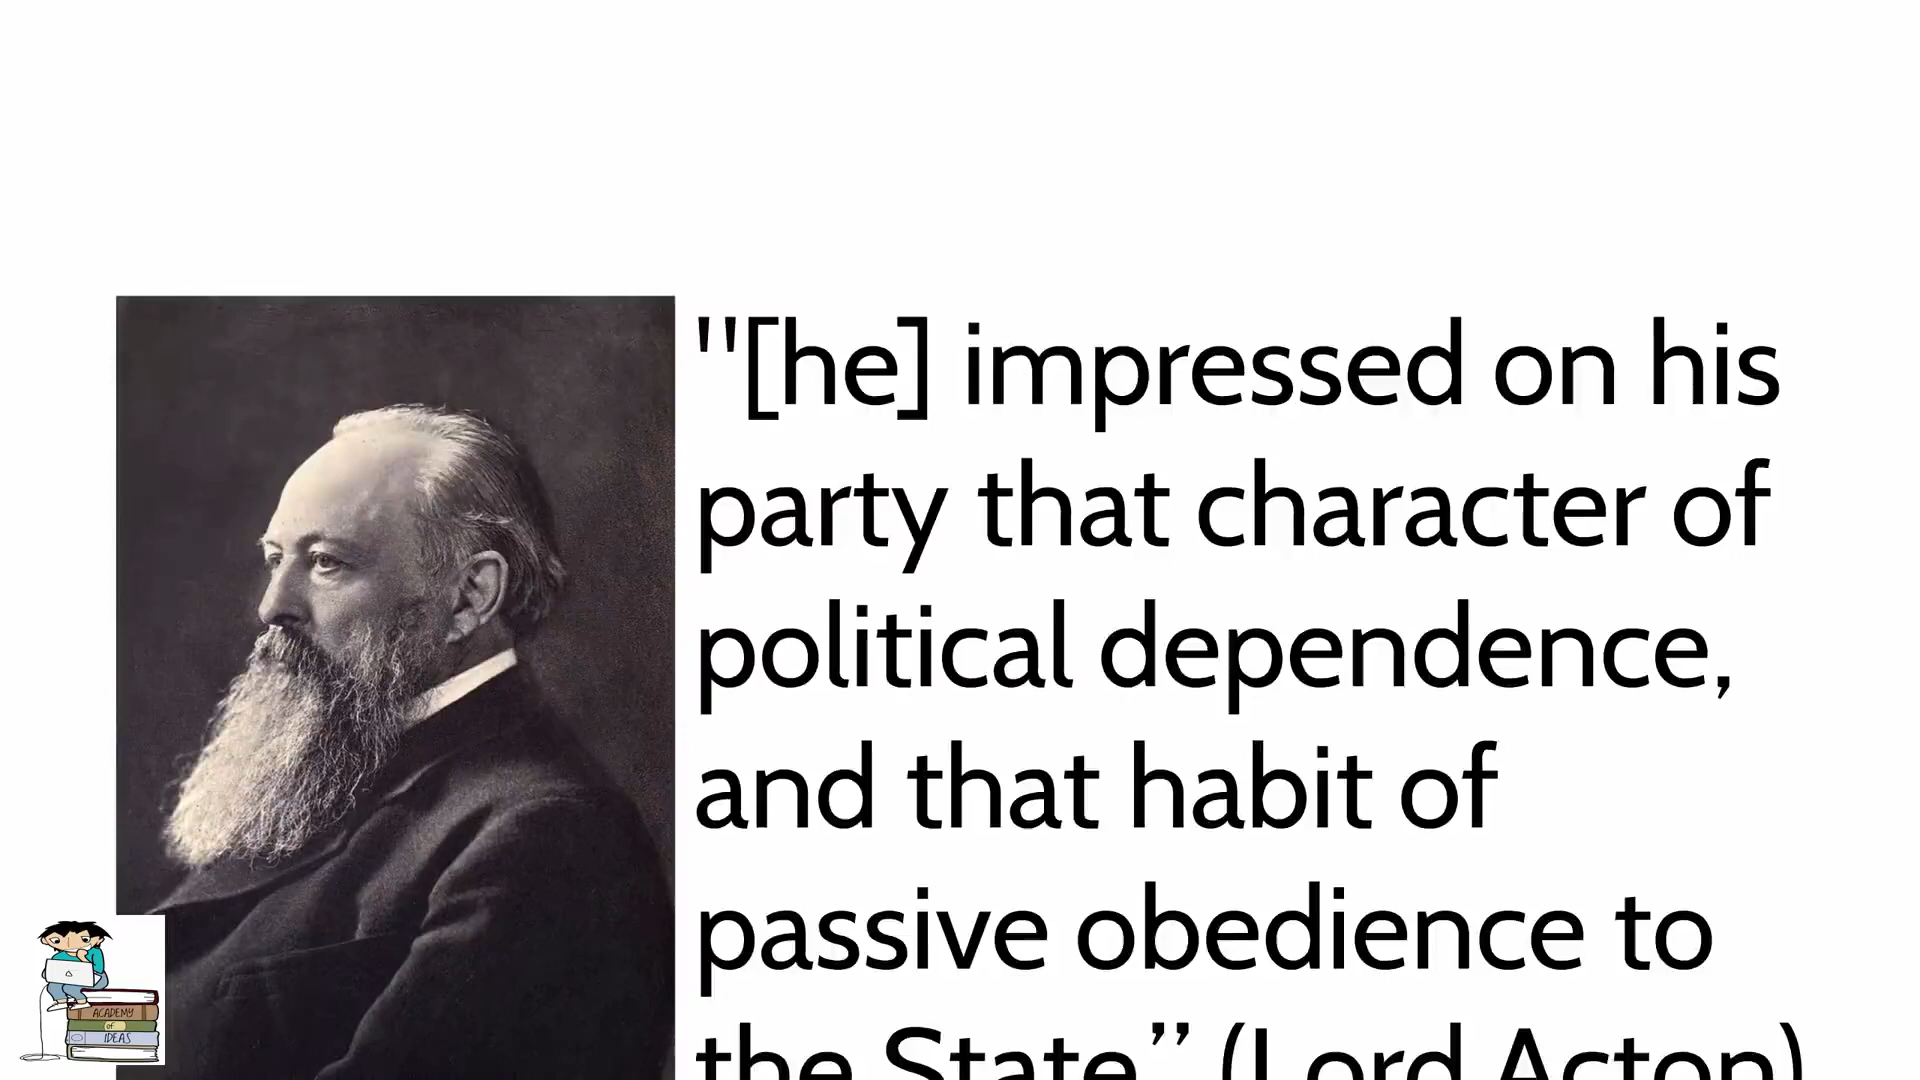 "[he] impressed on his
party that character of
political dependence,
and that habit of
passive obedience to
the State” (Lord Acton)
ACADEMY
of
IDEAS